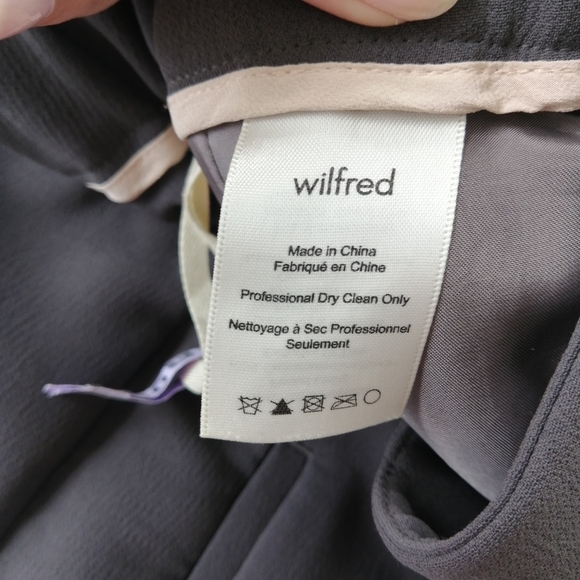 wilfred
Made in China
Fabriqué en Chine
Professional Dry Clean Only
Nettoyage à Sec Professionnel
Seulement